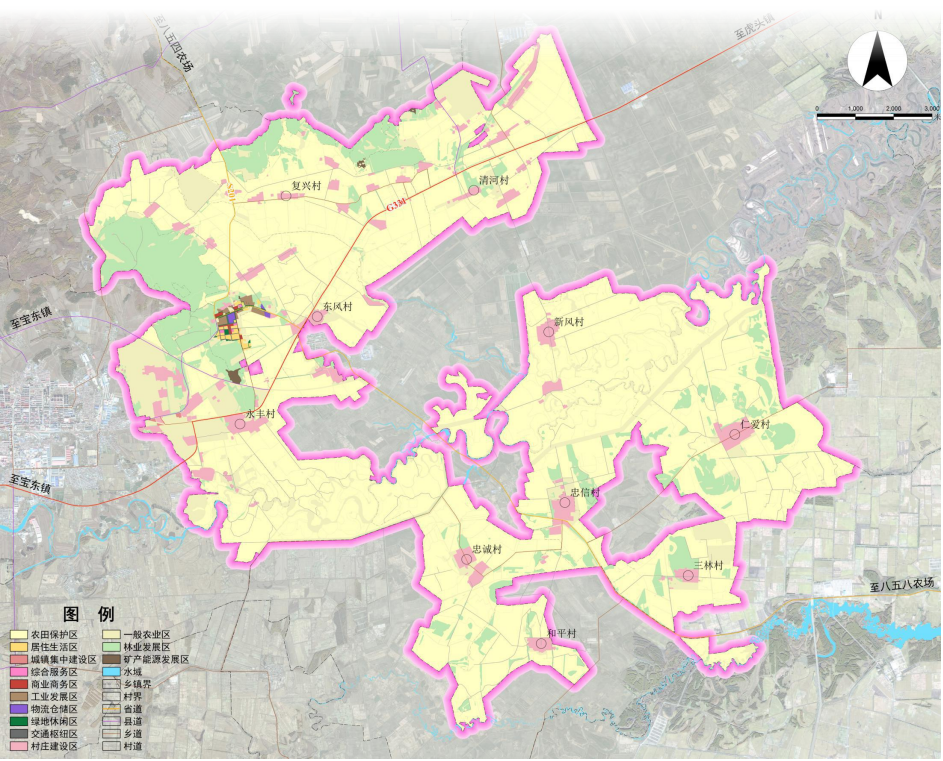 至八五四农场
至虎头镇
N
0 1,000 2,000 3,000
米
复兴村
清河村
S211
G3M
至宝东镇
东风村
新风村
永丰村
仁爱村
至宝东镇
忠信村
忠诚村
三林村
至八五八农场
和平村
图 例
农田保护区 一般农业区
居住生活区 林业发展区
城镇集中建设区 矿产能源发展区
综合服务区 水域
商业商务区 乡镇界
工业发展区 村界
物流仓储区 省道
绿地休闲区 县道
交通枢纽区 乡道
村庄建设区 村道